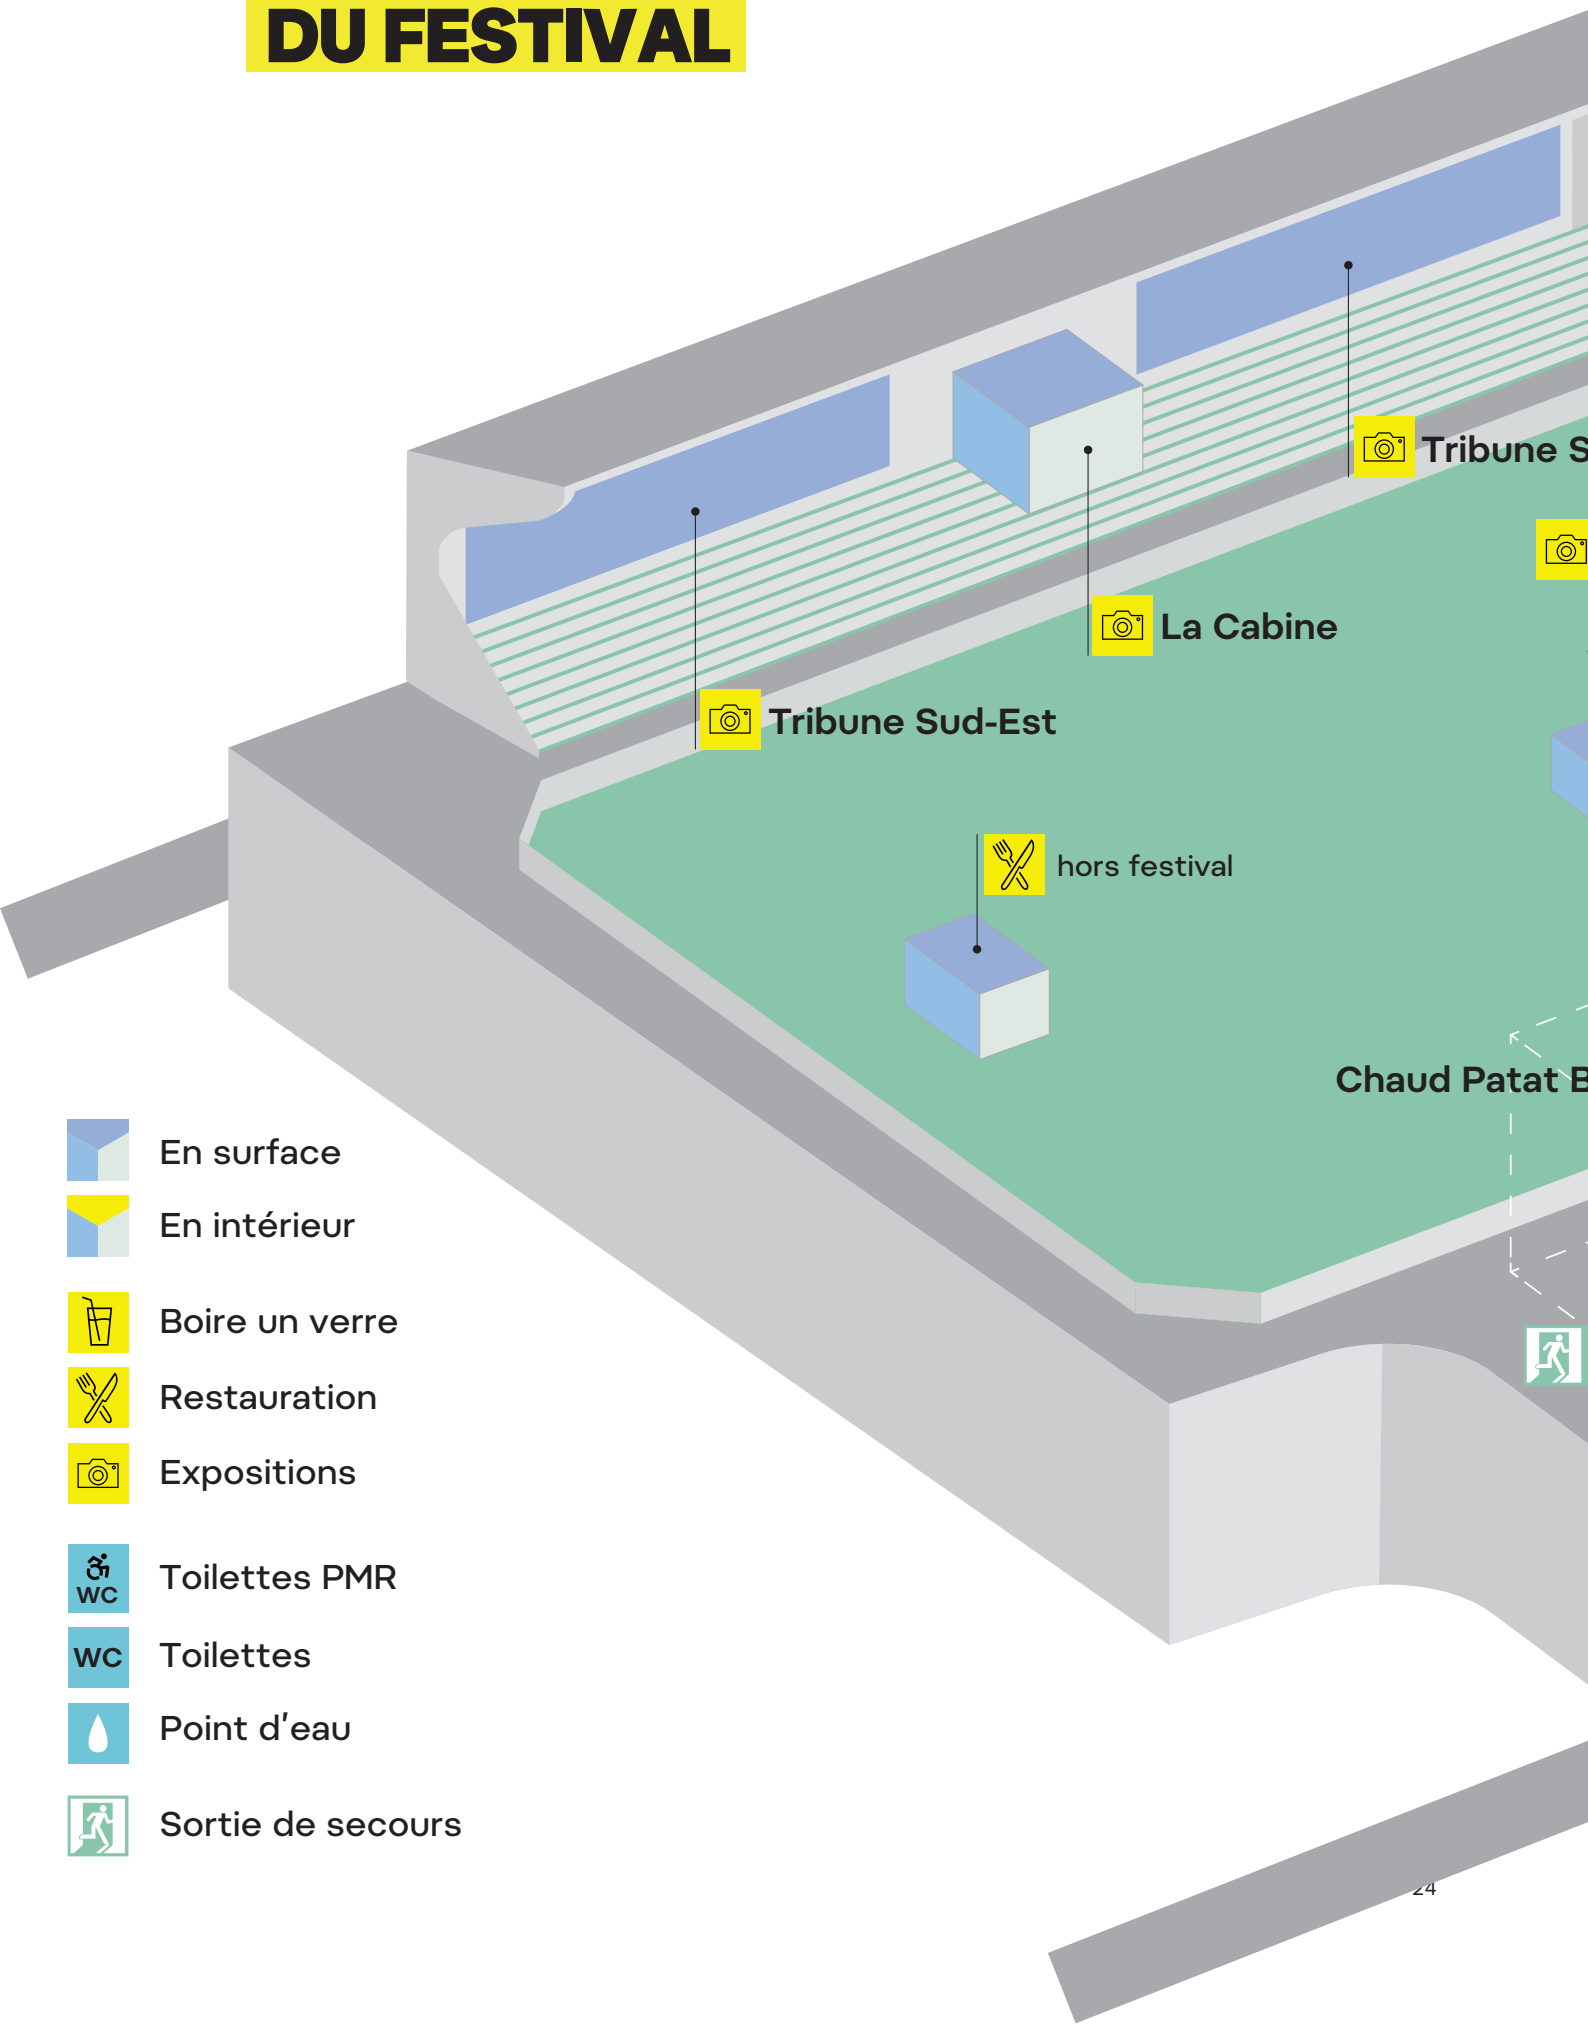 DU FESTIVAL
Tribune S
La Cabine
Tribune Sud-Est
hors festival
Chaud Patat B
En surface
En intérieur
Boire un verre
Restauration
Expositions
WC
Toilettes PMR
WC
Toilettes
Point d'eau
Sortie de secours
24